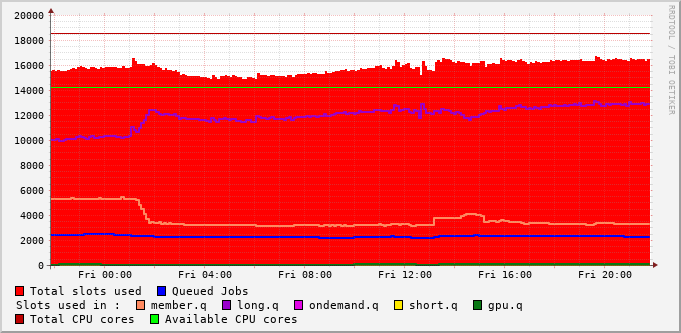 20000
18000
16000
14000
12000
10000
8000
6000
4000
2000
0
Fri 00:00 Fri 04:00 Fri 08:00 Fri 12:00 Fri 16:00 Fri 20:00
RRDTOOL / TOBI OETIKER
Total slots used Queued Jobs
Slots used in : member.q long.q ondemand.q short.q gpu.q
Total CPU cores Available CPU cores